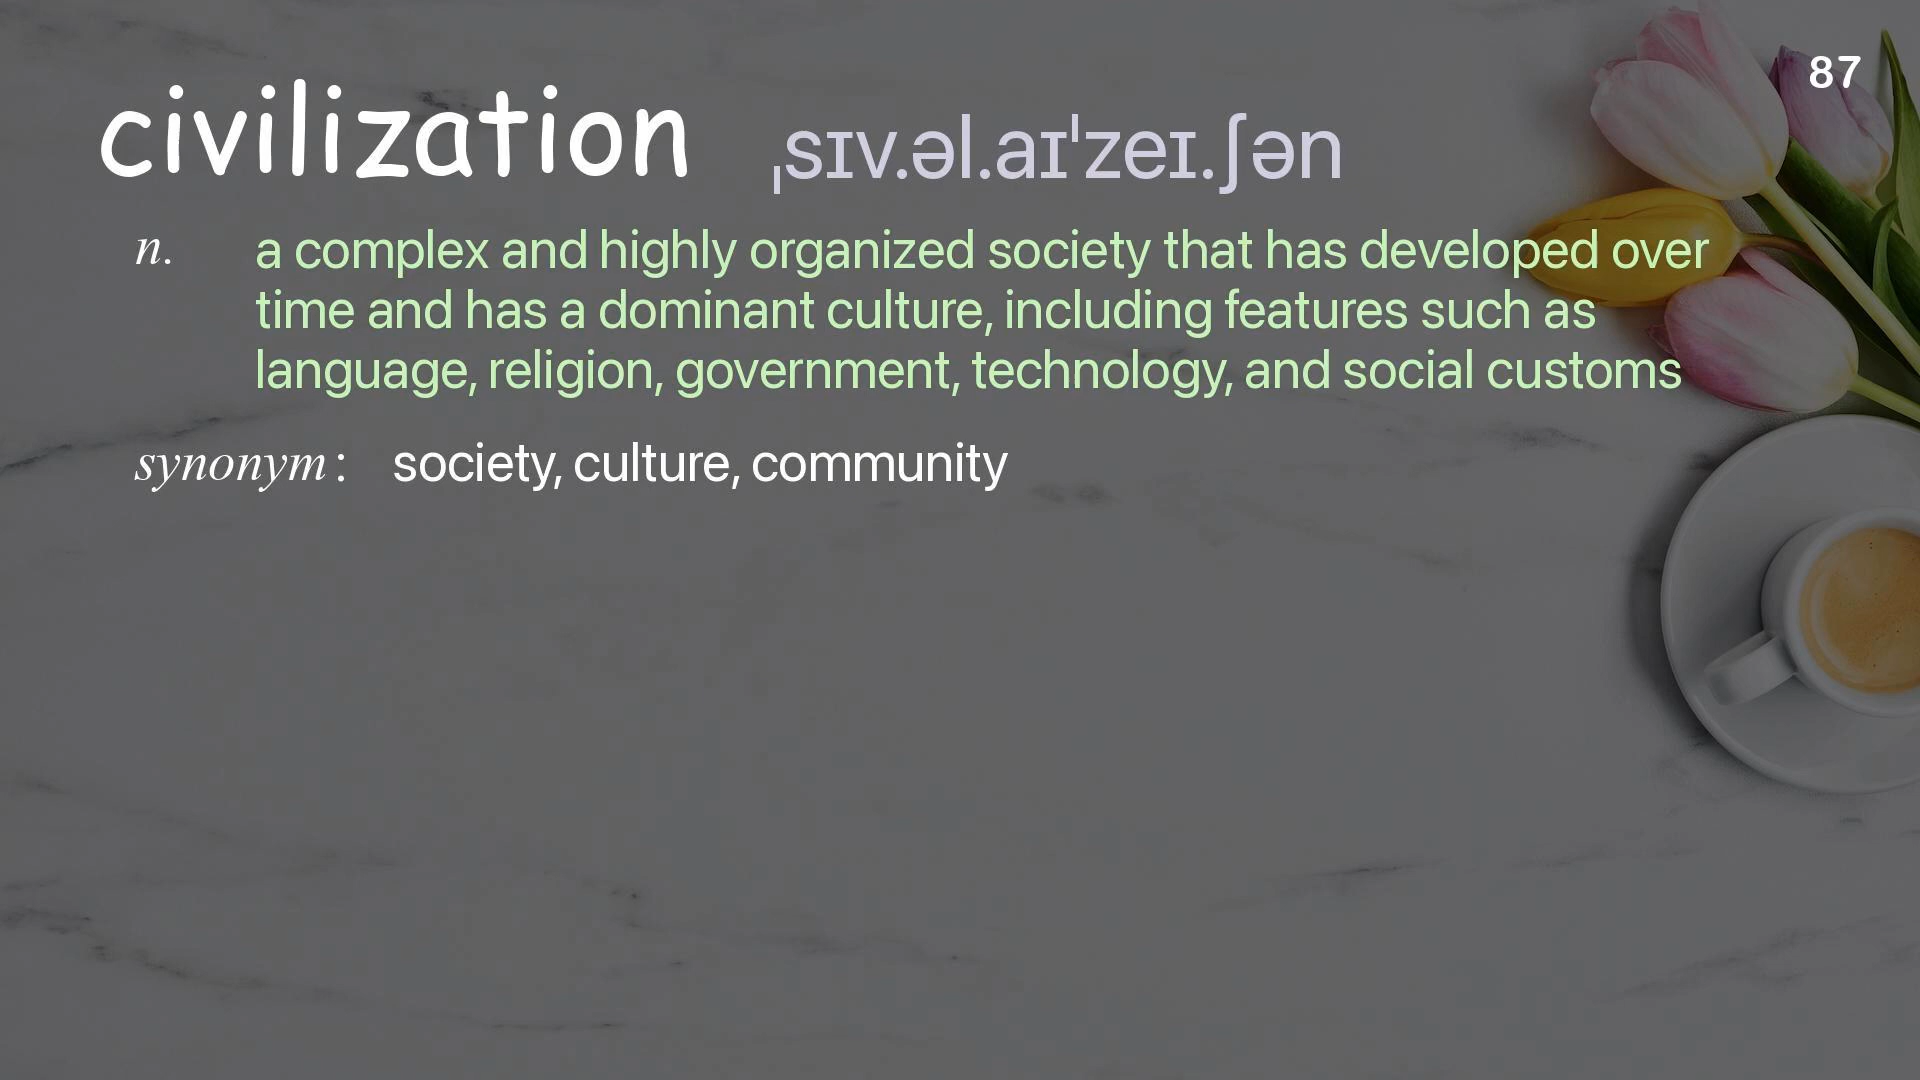 87
civilization ˌsɪv.əl.aɪˈzeɪ.ʃən
n. a complex and highly organized society that has developed over
time and has a dominant culture, including features such as
language, religion, government, technology, and social customs
synonym: society, culture, community